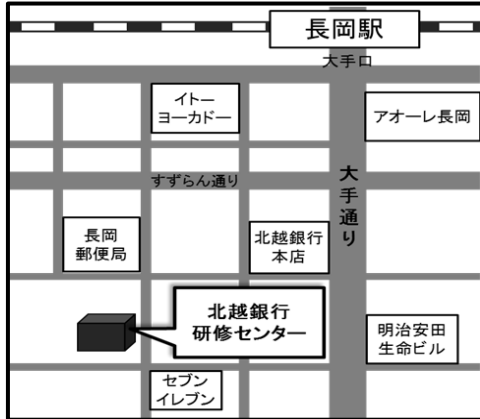 長岡駅
大手口
イトー
ヨーカドー
アオーレ長岡
すずらん通り
大手通り
長岡
郵便局
北越銀行
本店
北越銀行
研修センター
明治安田
生命ビル
セブン
イレブン